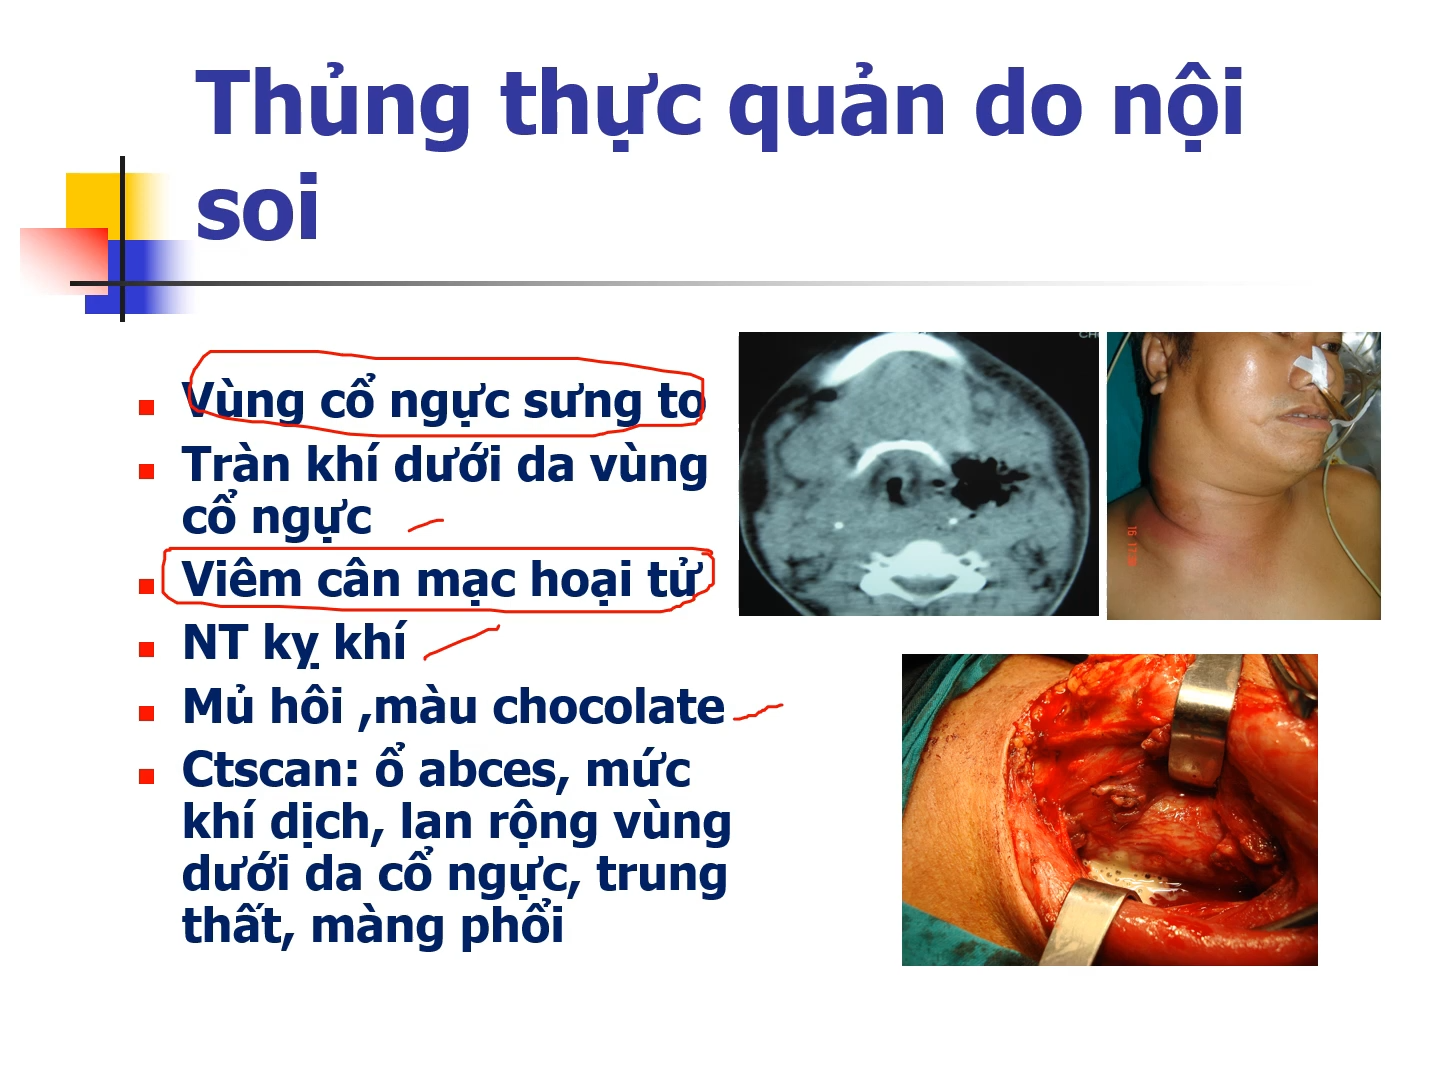 Thủng thực quản do nội
soi
Vùng cổ ngực sưng to
Tràn khí dưới da vùng
cổ ngực
Viêm cân mạc hoại tử
NT kỵ khí
Mủ hôi ,màu chocolate
Ctscan: ổ abces, mức
khí dịch, lan rộng vùng
dưới da cổ ngực, trung
thất, màng phổi